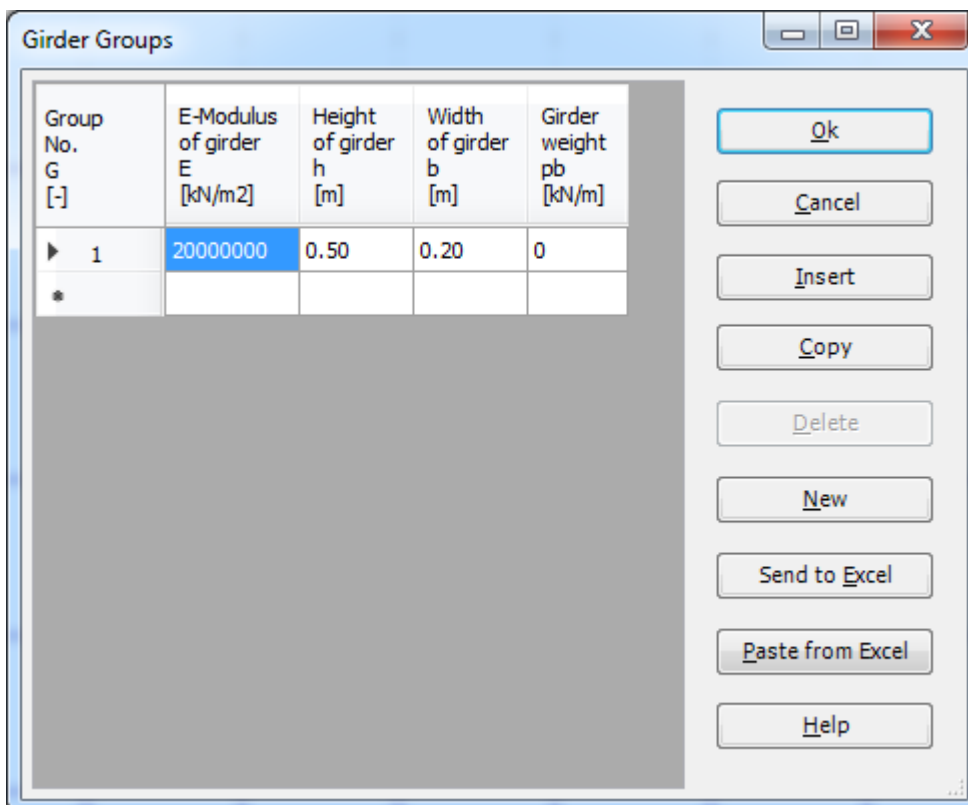 Girder Groups
Group
No.
G
[-]
E-Modulus
of girder
E
[kN/m2]
Height
of girder
h
[m]
Width
of girder
b
[m]
Girder
weight
pb
[kN/m]
1 20000000 0.50 0.20 0
Ok
Cancel
Insert
Copy
Delete
New
Send to Excel
Paste from Excel
Help